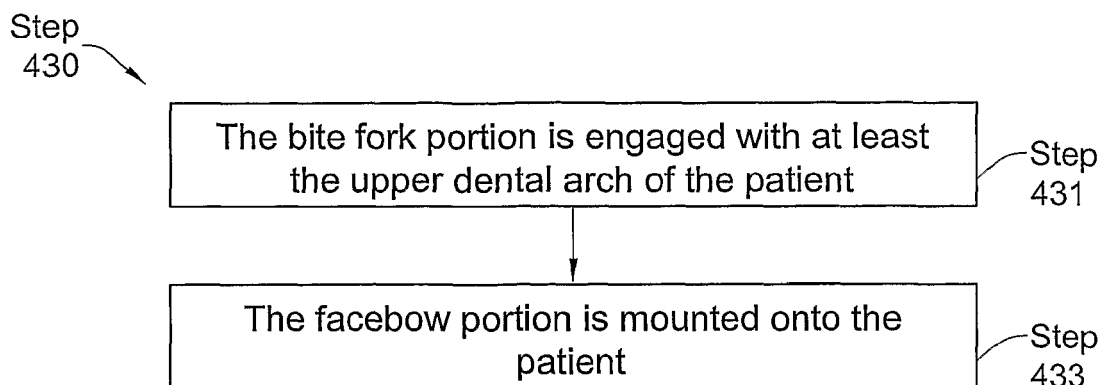 Step
430
The bite fork portion is engaged with at least
the upper dental arch of the patient
Step
431
The facebow portion is mounted onto the
patient
Step
433